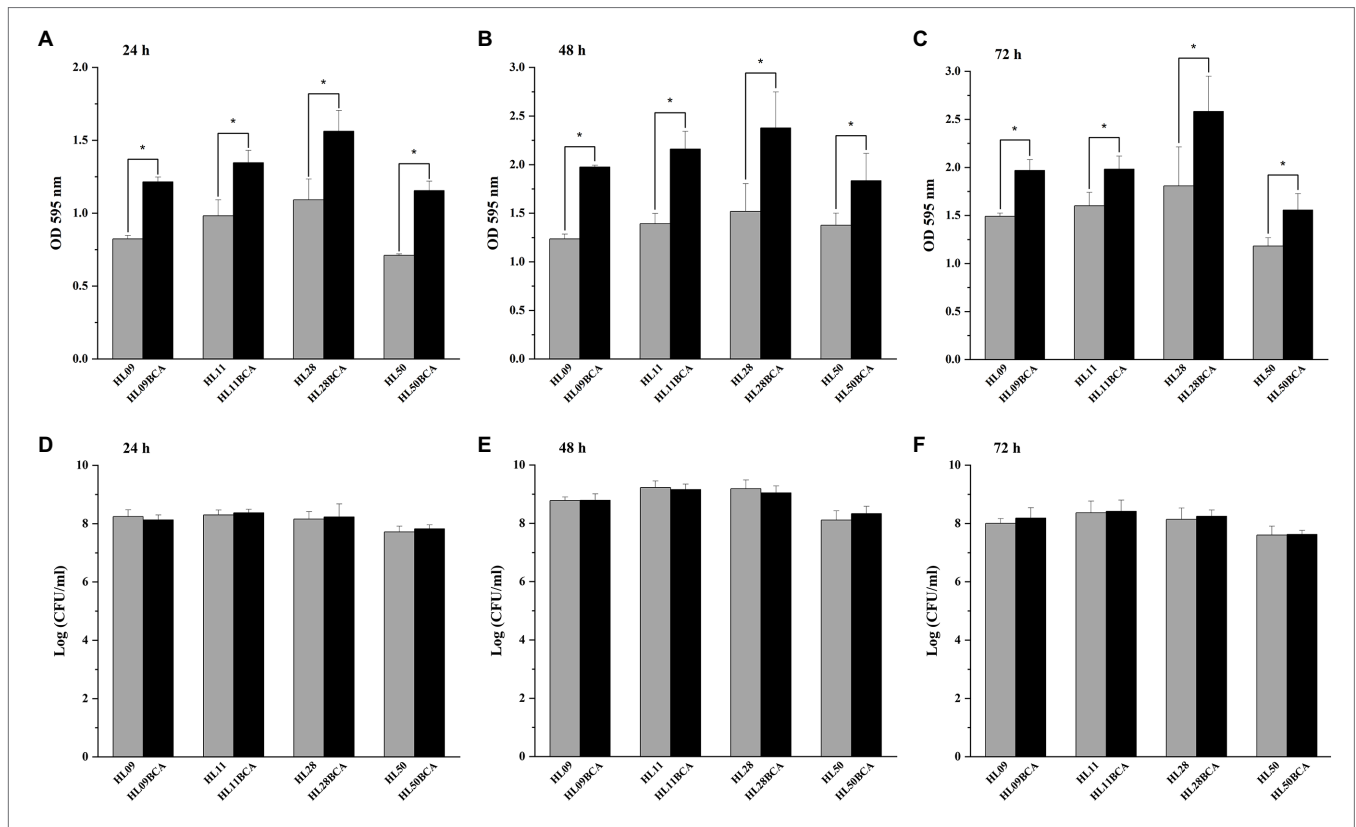 A
24 h
OD 595 nm
2.0
1.5
1.0
0.5
0.0
*
*
*
*
HL09
HL09BCA
HL11
HL11BCA
HL28
HL28BCA
HL50
HL50BCA
B
48 h
OD 595 nm
3.0
2.5
2.0
1.5
1.0
0.5
0.0
*
*
*
*
HL09
HL09BCA
HL11
HL11BCA
HL28
HL28BCA
HL50
HL50BCA
C
72 h
OD 595 nm
3.0
2.5
2.0
1.5
1.0
0.5
0.0
*
*
*
*
HL09
HL09BCA
HL11
HL11BCA
HL28
HL28BCA
HL50
HL50BCA
D
24 h
Log (CFU/ml)
10
8
6
4
2
0
HL09
HL09BCA
HL11
HL11BCA
HL28
HL28BCA
HL50
HL50BCA
E
48 h
Log (CFU/ml)
10
8
6
4
2
0
HL09
HL09BCA
HL11
HL11BCA
HL28
HL28BCA
HL50
HL50BCA
F
72 h
Log (CFU/ml)
10
8
6
4
2
0
HL09
HL09BCA
HL11
HL11BCA
HL28
HL28BCA
HL50
HL50BCA